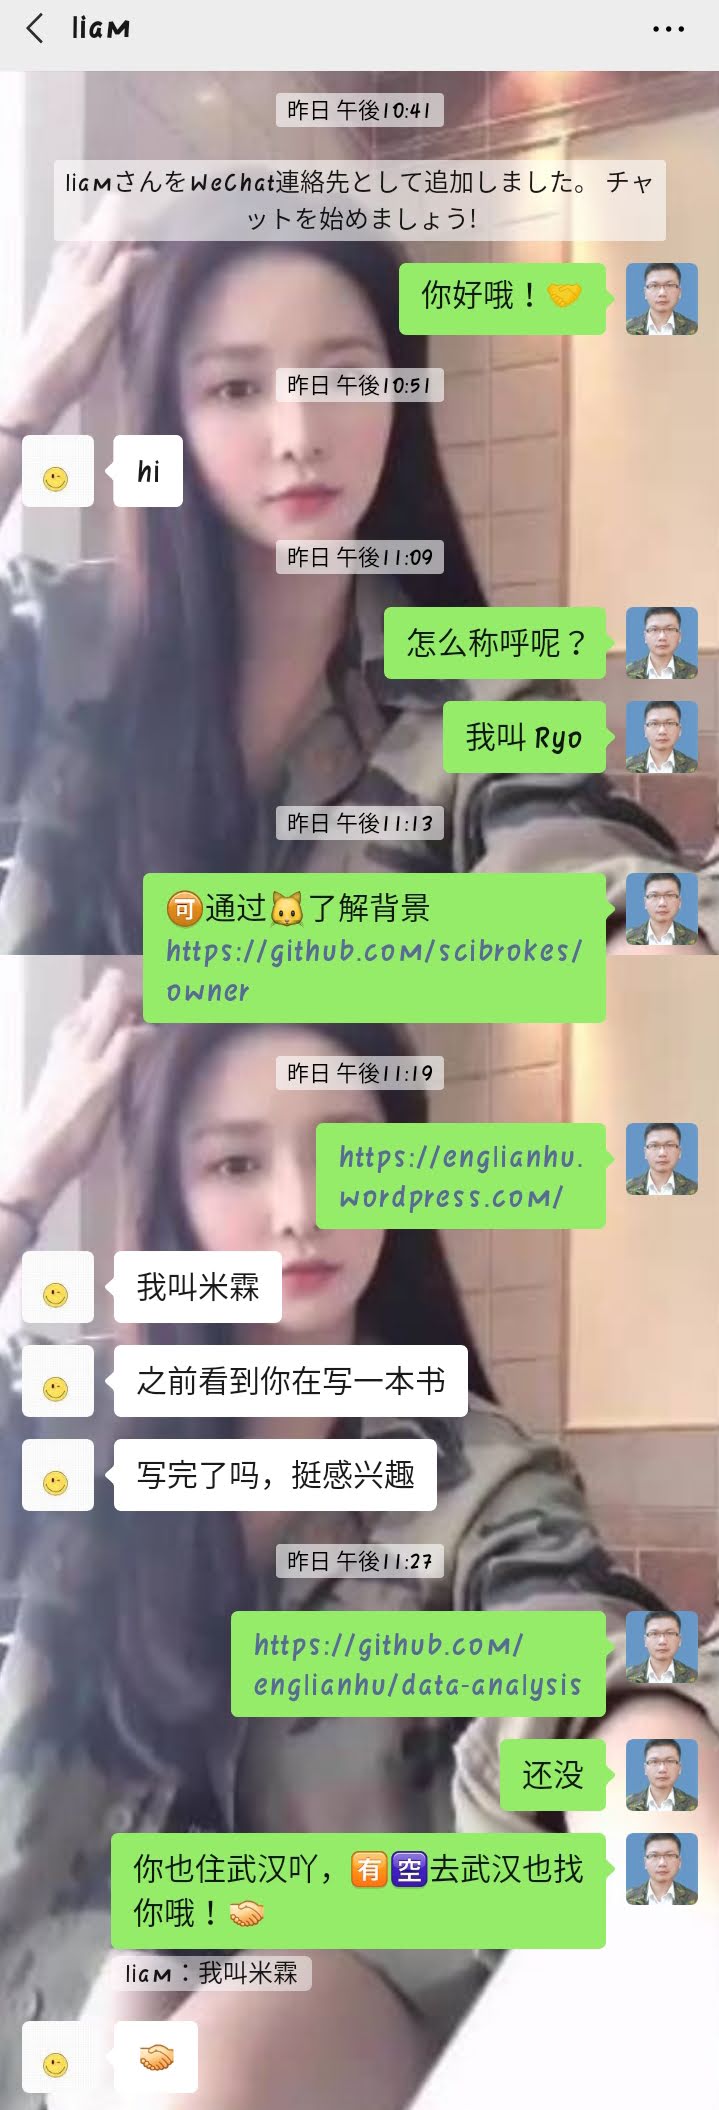 liam
昨日 午後10:41
liamさんをWeChat連絡先として追加しました。 チャ
ットを始めましょう!
你好哦！🤝
昨日 午後10:51
hi
昨日 午後11:09
怎么称呼呢？
我叫 Ryo
昨日 午後11:13
🉑通过🐱了解背景
https://github.com/scibrokes/
owner
昨日 午後11:19
https://englianhu.
wordpress.com/
我叫米霖
之前看到你在写一本书
写完了吗，挺感兴趣
昨日 午後11:27
https://github.com/
englianhu/data-analysis
还没
你也住武汉吖，🈶🈳去武汉也找
你哦！🤝
liam：我叫米霖
🤝